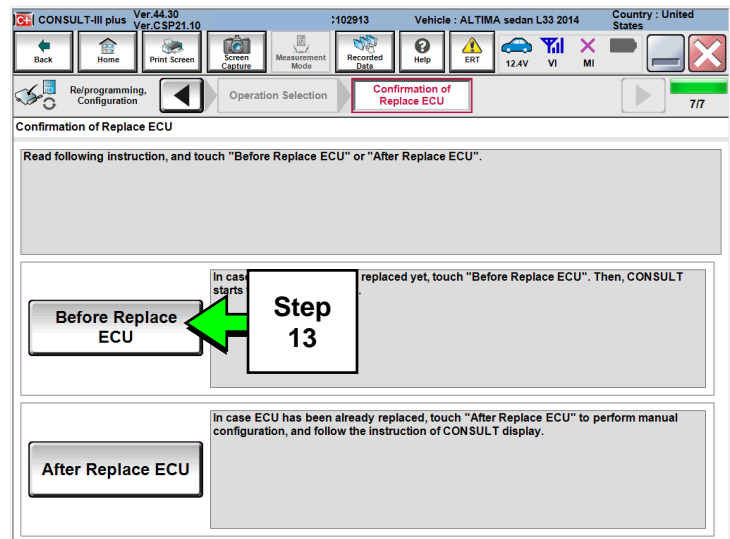 C+ CONSULT-III plus Ver.44.30 Ver.CSP21.10 :102913 Vehicle : ALTIMA sedan L33 2014 Country : United States
Back Home Print Screen Screen Capture Measurement Mode Recorded Data Help ERT 12.4V VI MI
Re/programming, Configuration Operation Selection Confirmation of Replace ECU 7/7
Confirmation of Replace ECU
Read following instruction, and touch "Before Replace ECU" or "After Replace ECU".
Before Replace
ECU
In case replaced yet, touch "Before Replace ECU". Then, CONSULT
starts
Step
13
After Replace ECU
In case ECU has been already replaced, touch "After Replace ECU" to perform manual
configuration, and follow the instruction of CONSULT display.